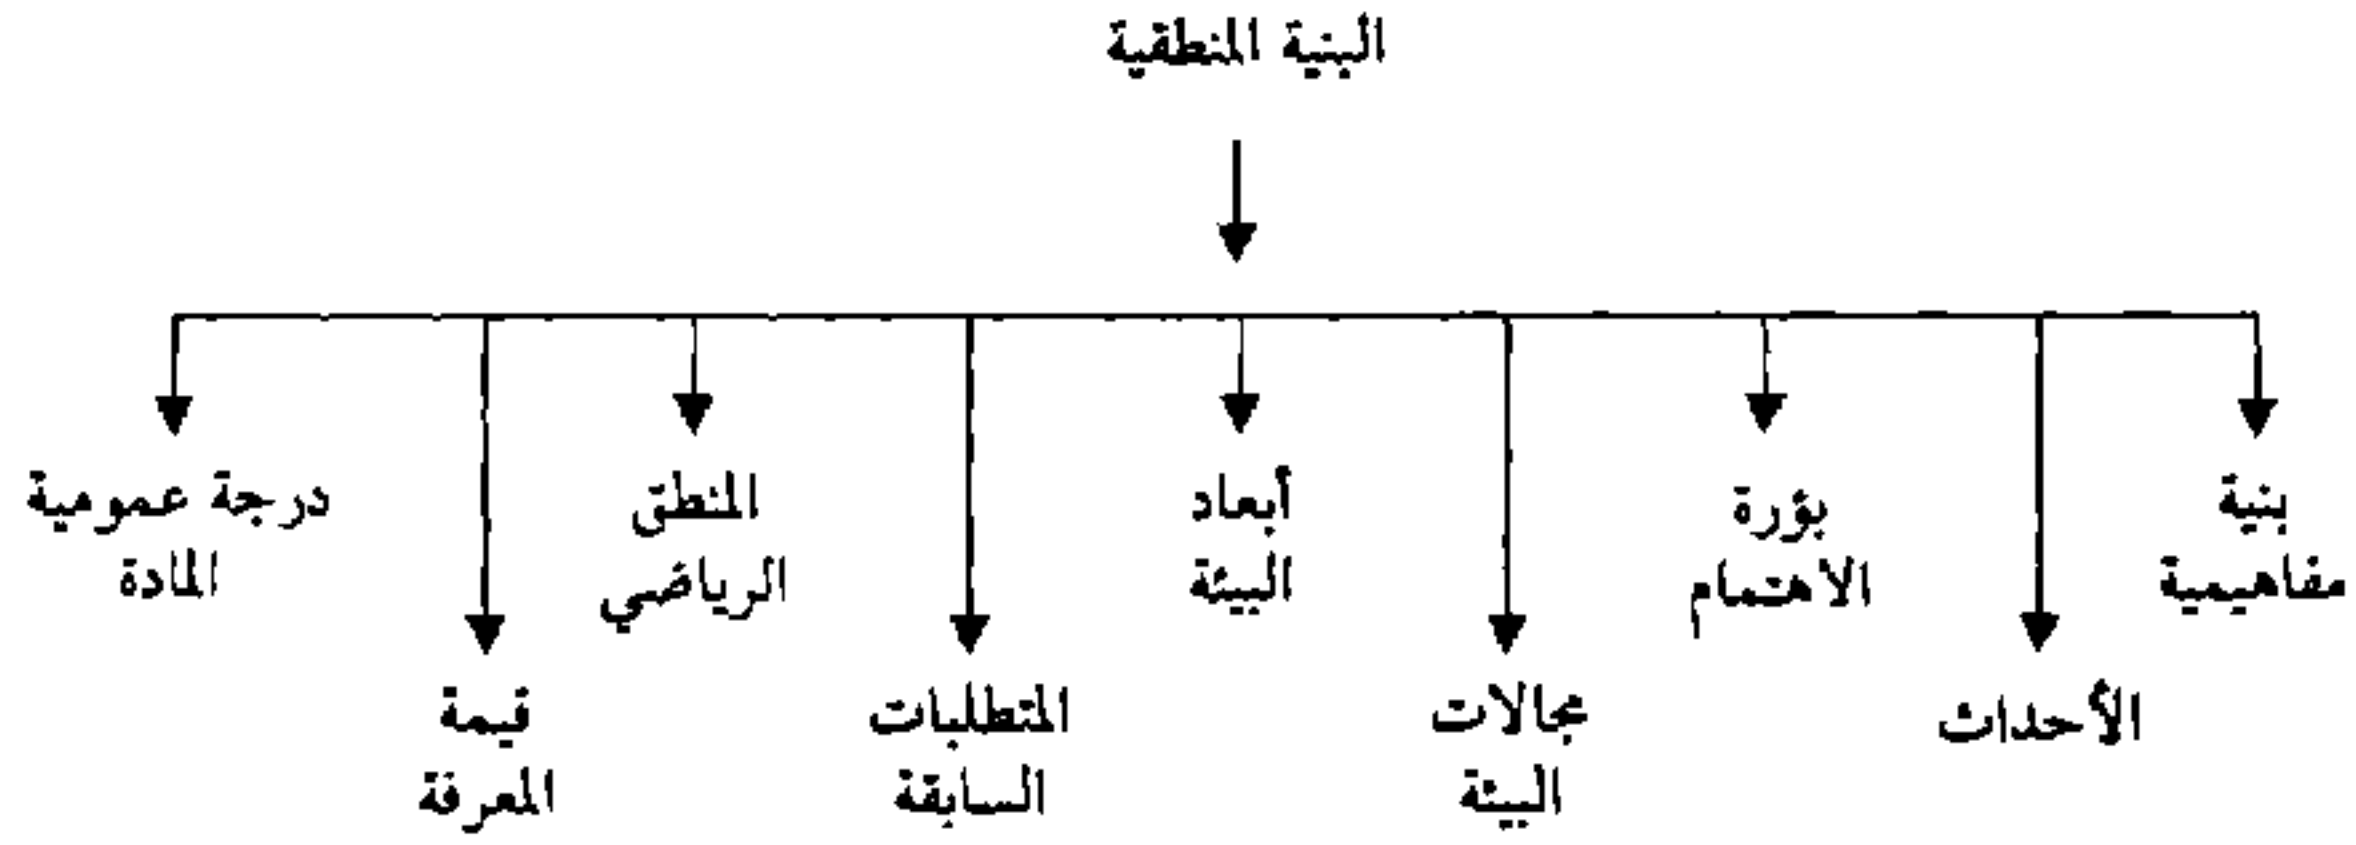 البنية المنطقية
بنية
مفاهيمية
الأحداث
بؤرة
الاهتمام
مجالات
البيئة
أبعاد
البيئة
المتطلبات
السابقة
المنطق
الرياضي
قيمة
المعرفة
درجة عمومية
المادة